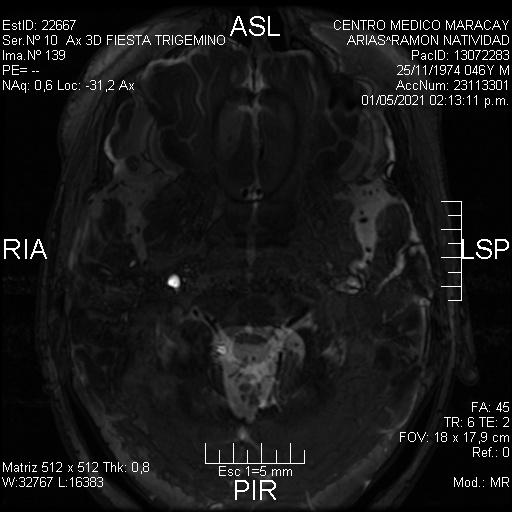 EstID: 22667
Ser.Nº 10 Ax 3D FIESTA TRIGEMINO
Ima.Nº 139
PE= --
NAq: 0,6 Loc: -31,2 Ax
ASL
CENTRO MEDICO MARACAY
ARIAS^RAMON NATIVIDAD
PacID: 13072283
25/11/1974 046Y M
AccNum: 23113301
01/05/2021 02:13:11 p.m.
RIA
LSP
Matriz 512 x 512 Thk: 0,8
W:32767 L:16383
Esc 1=5 mm
PIR
FA: 45
TR: 6 TE: 2
FOV: 18 x 17,9 cm
Ref.: 0
Mod.: MR